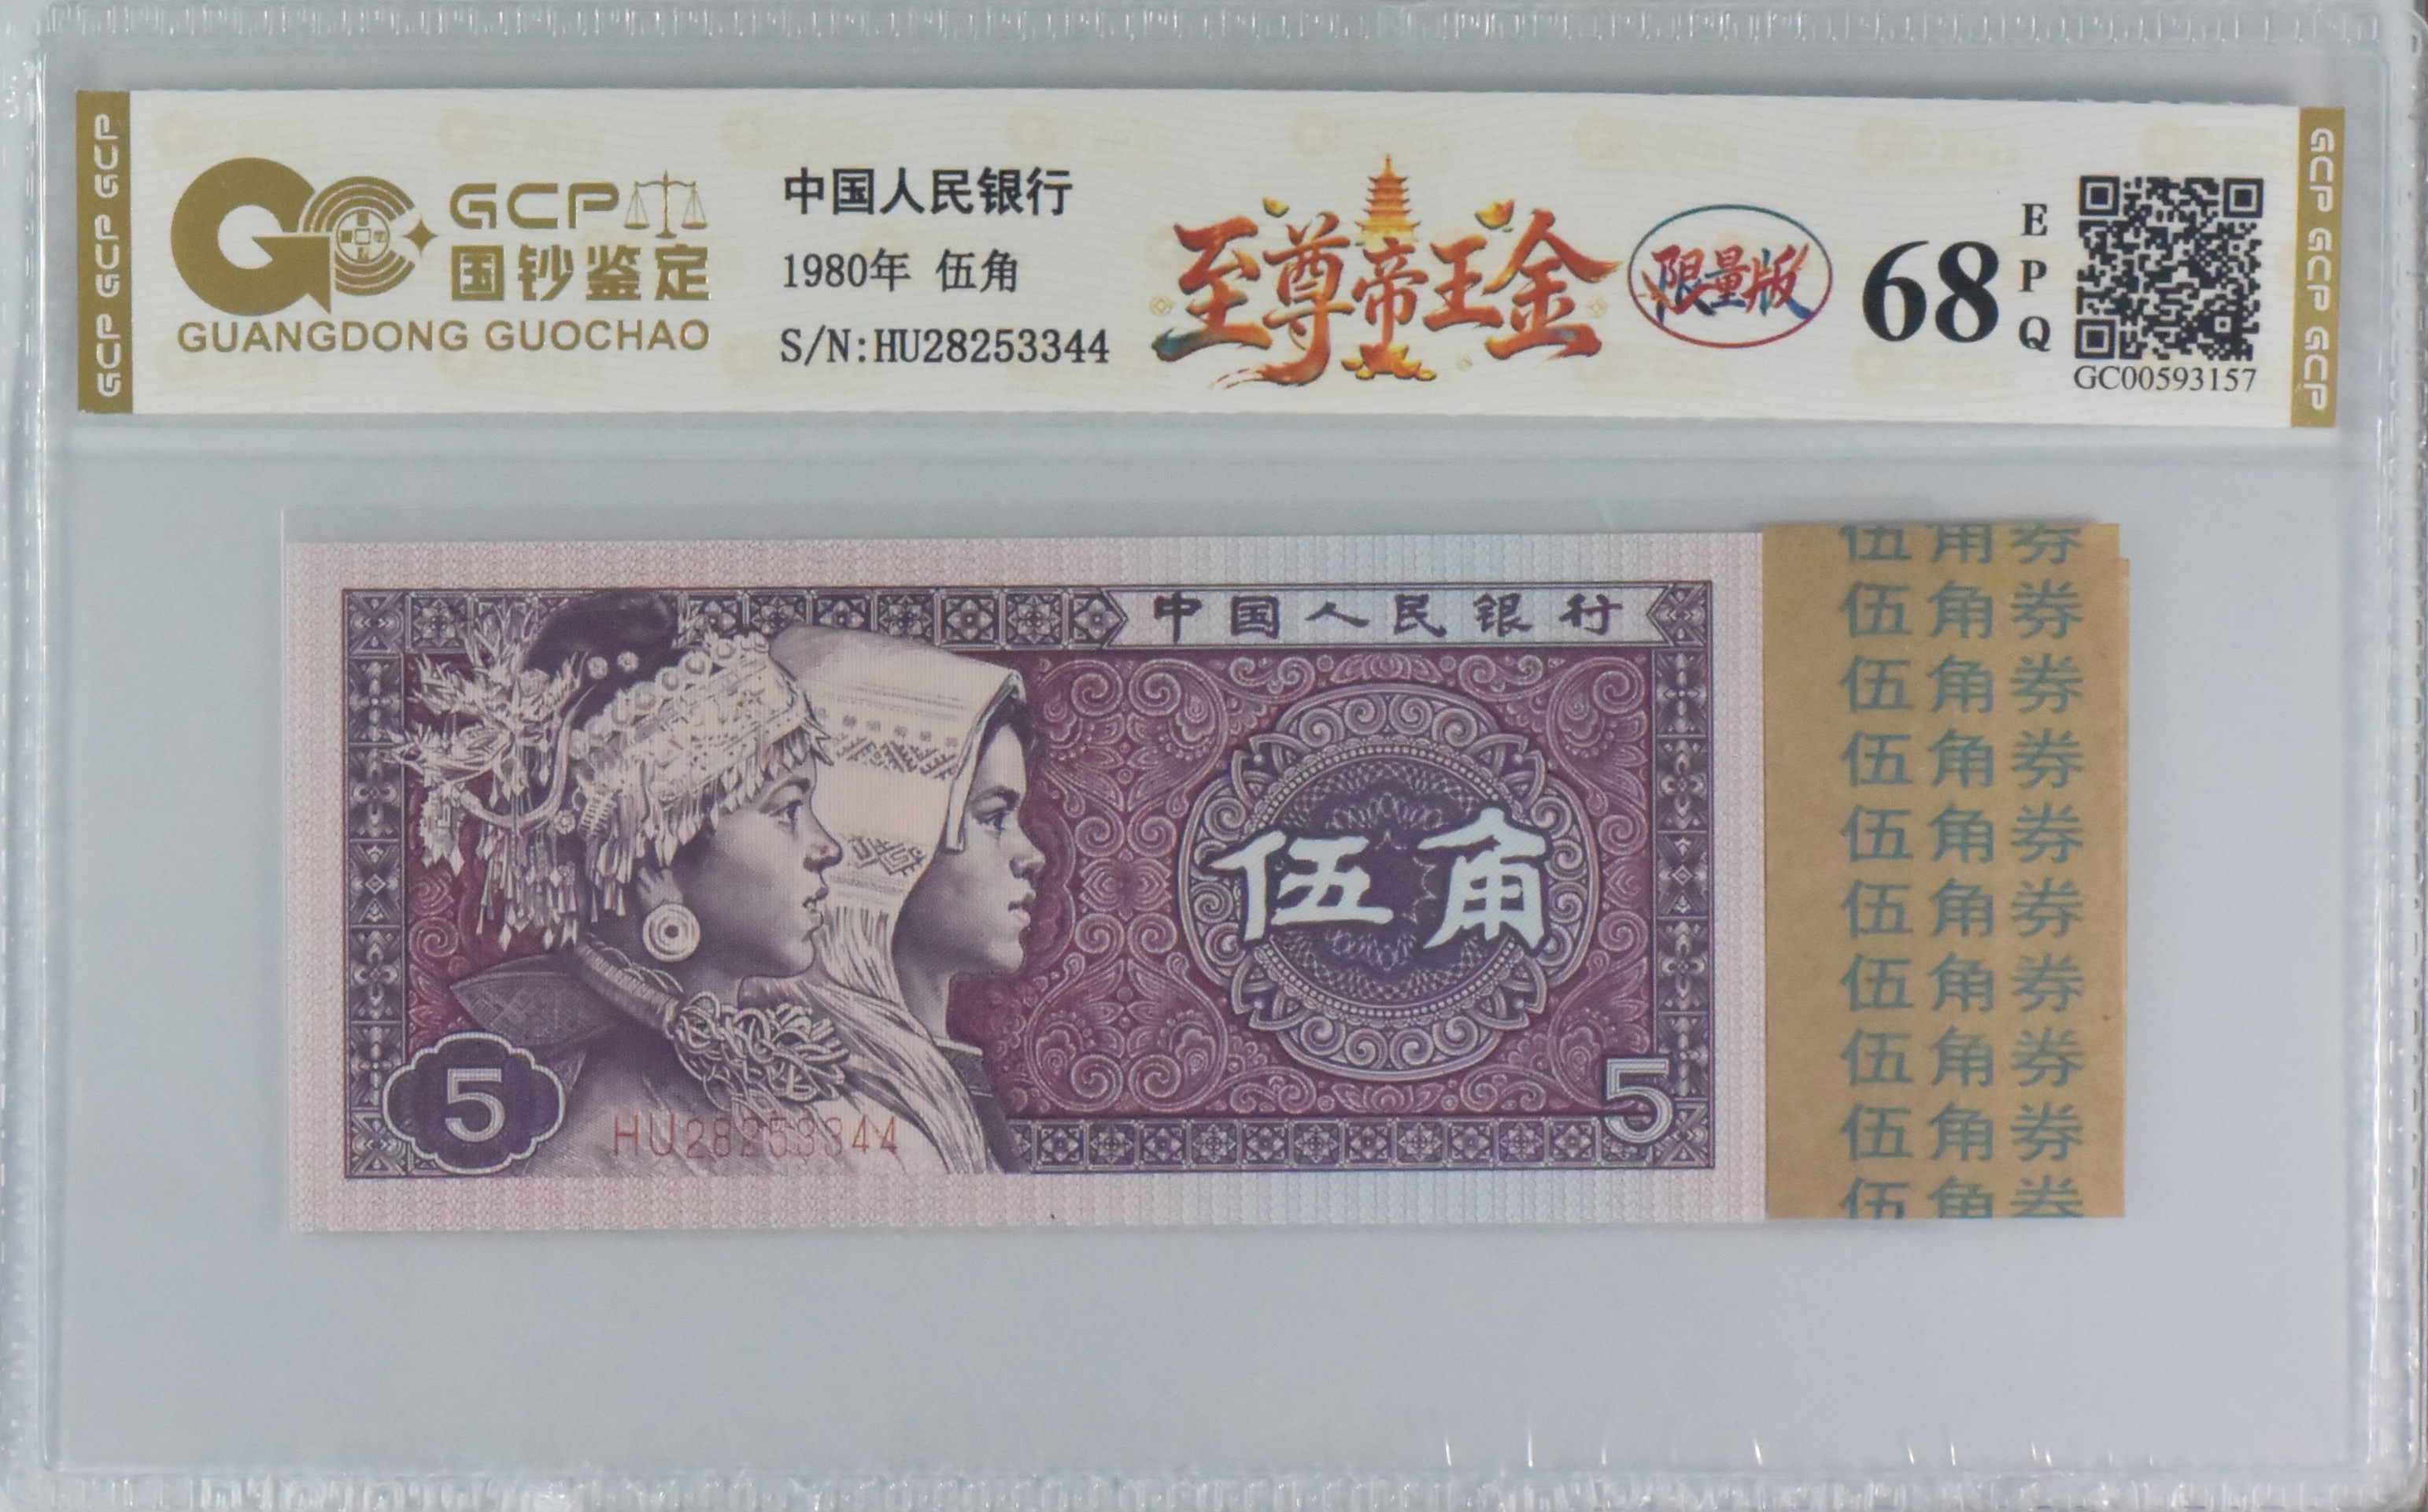 GCP GCP GCP
GCP
国钞鉴定
GUANGDONG GUOCHAO
中国人民银行
1980年 伍角
S/N:HU28253344
至尊帝王金
限量版
68
EPQ
GC00593157
GCP GCP GCP
中国人民银行
伍角
5
HU28253344
5
伍角券
伍角券
伍角券
伍角券
伍角券
伍角券
伍角券
伍角券
伍角券
伍角券